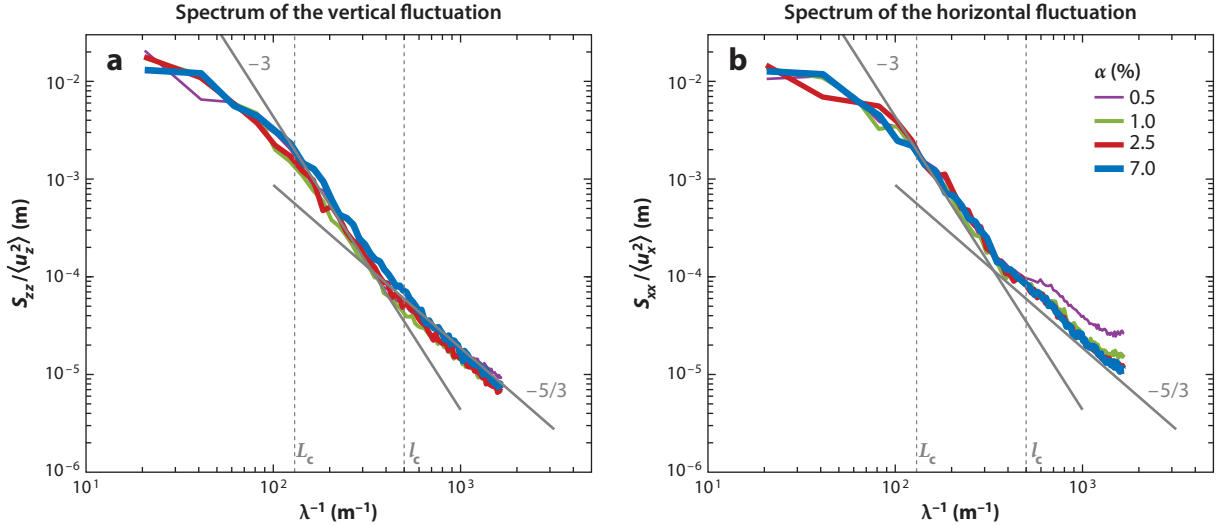 Spectrum of the vertical fluctuation
a
−3
−5/3
L_c
l_c
10^−2
10^−3
10^−4
10^−5
10^−6
10^1
10^2
10^3
S_zz/⟨u_z^2⟩ (m)
λ^−1 (m^−1)
Spectrum of the horizontal fluctuation
b
−3
α (%)
0.5
1.0
2.5
7.0
−5/3
L_c
l_c
10^−2
10^−3
10^−4
10^−5
10^−6
10^1
10^2
10^3
S_xx/⟨u_x^2⟩ (m)
λ^−1 (m^−1)